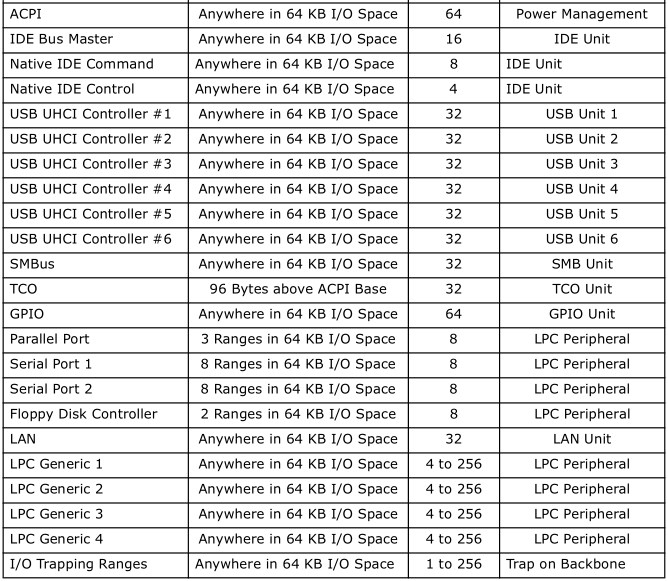 ACPI Anywhere in 64 KB I/O Space 64 Power Management
IDE Bus Master Anywhere in 64 KB I/O Space 16 IDE Unit
Native IDE Command Anywhere in 64 KB I/O Space 8 IDE Unit
Native IDE Control Anywhere in 64 KB I/O Space 4 IDE Unit
USB UHCI Controller #1 Anywhere in 64 KB I/O Space 32 USB Unit 1
USB UHCI Controller #2 Anywhere in 64 KB I/O Space 32 USB Unit 2
USB UHCI Controller #3 Anywhere in 64 KB I/O Space 32 USB Unit 3
USB UHCI Controller #4 Anywhere in 64 KB I/O Space 32 USB Unit 4
USB UHCI Controller #5 Anywhere in 64 KB I/O Space 32 USB Unit 5
USB UHCI Controller #6 Anywhere in 64 KB I/O Space 32 USB Unit 6
SMBus Anywhere in 64 KB I/O Space 32 SMB Unit
TCO 96 Bytes above ACPI Base 32 TCO Unit
GPIO Anywhere in 64 KB I/O Space 64 GPIO Unit
Parallel Port 3 Ranges in 64 KB I/O Space 8 LPC Peripheral
Serial Port 1 8 Ranges in 64 KB I/O Space 8 LPC Peripheral
Serial Port 2 8 Ranges in 64 KB I/O Space 8 LPC Peripheral
Floppy Disk Controller 2 Ranges in 64 KB I/O Space 8 LPC Peripheral
LAN Anywhere in 64 KB I/O Space 32 LAN Unit
LPC Generic 1 Anywhere in 64 KB I/O Space 4 to 256 LPC Peripheral
LPC Generic 2 Anywhere in 64 KB I/O Space 4 to 256 LPC Peripheral
LPC Generic 3 Anywhere in 64 KB I/O Space 4 to 256 LPC Peripheral
LPC Generic 4 Anywhere in 64 KB I/O Space 4 to 256 LPC Peripheral
I/O Trapping Ranges Anywhere in 64 KB I/O Space 1 to 256 Trap on Backbone